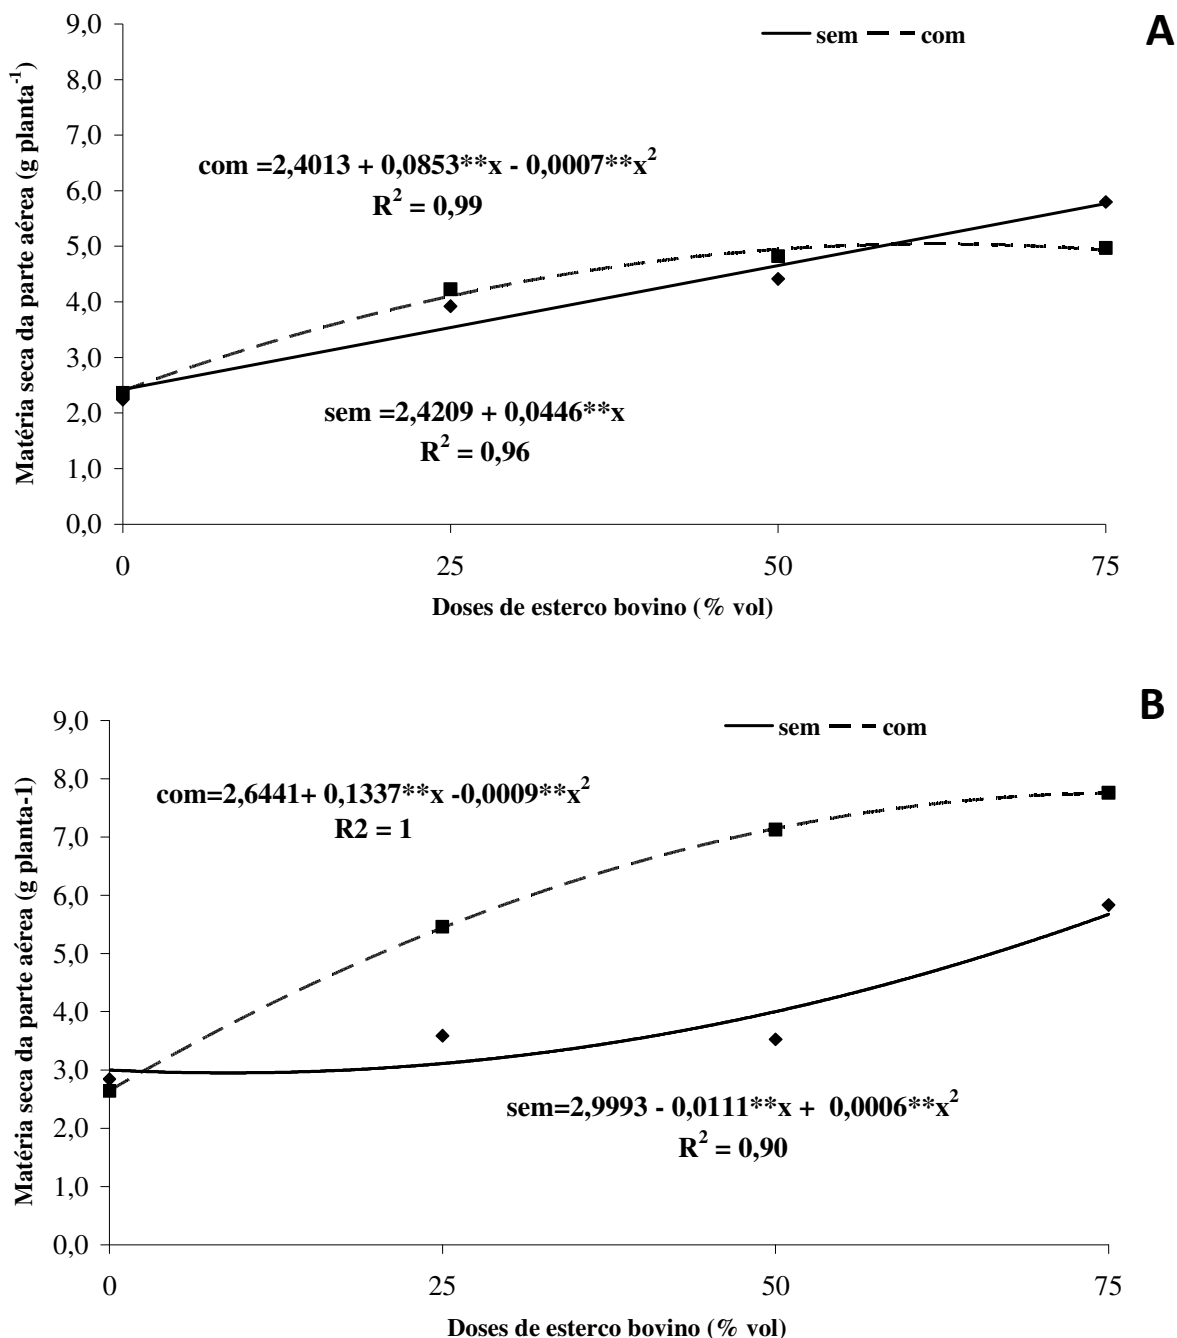 A
sem com
9,0
8,0
7,0
6,0
5,0
4,0
3,0
2,0
1,0
0,0
Matéria seca da parte aérea (g planta⁻¹)
com =2,4013 + 0,0853**x - 0,0007**x²
R² = 0,99
sem =2,4209 + 0,0446**x
R² = 0,96
0 25 50 75
Doses de esterco bovino (% vol)
B
sem com
9,0
8,0
7,0
6,0
5,0
4,0
3,0
2,0
1,0
0,0
Matéria seca da parte aérea (g planta-1)
com=2,6441+ 0,1337**x -0,0009**x²
R2 = 1
sem=2,9993 - 0,0111**x + 0,0006**x²
R² = 0,90
0 25 50 75
Doses de esterco bovino (% vol)